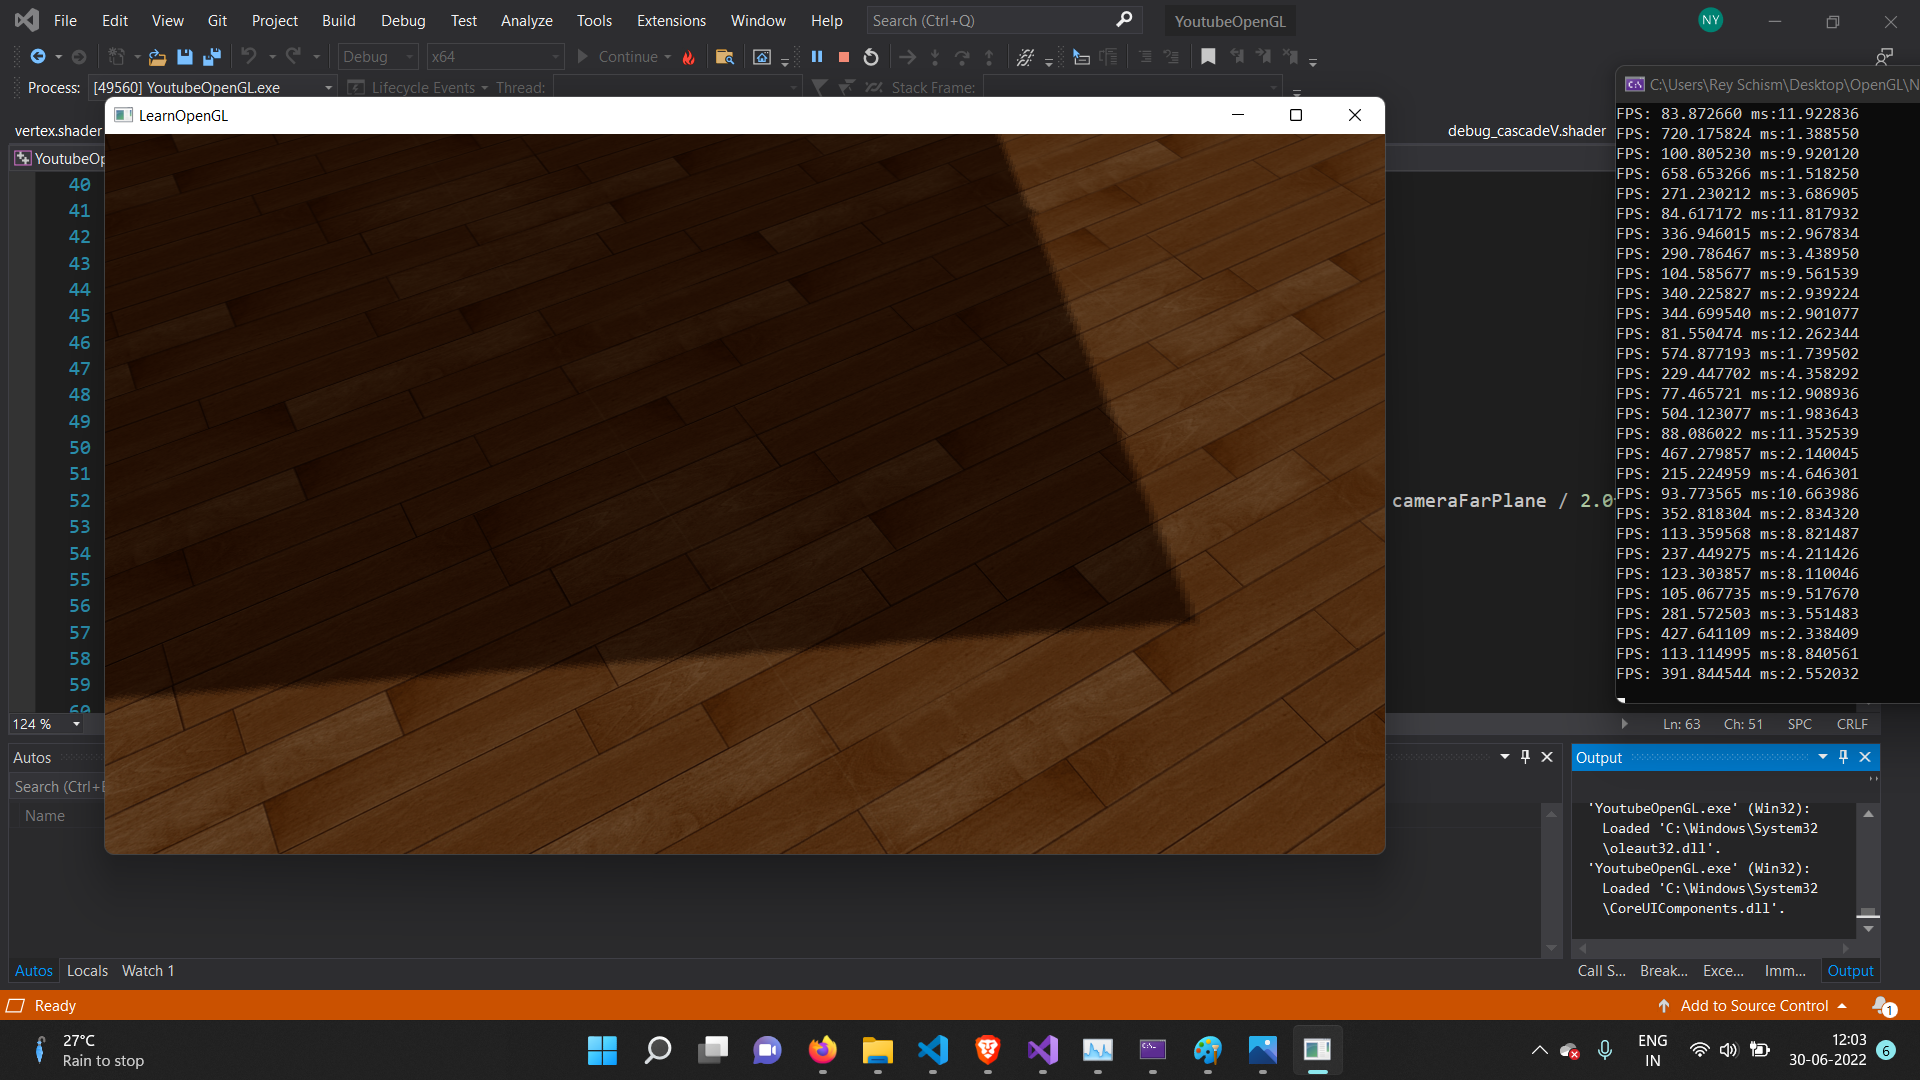 File Edit View Git Project Build Debug Test Analyze Tools Extensions Window Help Search (Ctrl+Q) YoutubeOpenGL NY
Debug x64 Continue
Process: [49560] YoutubeOpenGL.exe Lifecycle Events Thread: Stack Frame:
C:\Users\Rey Schism\Desktop\OpenGL\N
LearnOpenGL
vertex.shader debug_cascadeV.shader
YoutubeOp
40
41
42
43
44
45
46
47
48
49
50
51
52
53
54
55
56
57
58
59
60
cameraFarPlane / 2.0
FPS: 83.872660 ms:11.922836
FPS: 720.175824 ms:1.388550
FPS: 100.805230 ms:9.920120
FPS: 658.653266 ms:1.518250
FPS: 271.230212 ms:3.686905
FPS: 84.617172 ms:11.817932
FPS: 336.946015 ms:2.967834
FPS: 290.786467 ms:3.438950
FPS: 104.585677 ms:9.561539
FPS: 340.225827 ms:2.939224
FPS: 344.699540 ms:2.901077
FPS: 81.550474 ms:12.262344
FPS: 574.877193 ms:1.739502
FPS: 229.447702 ms:4.358292
FPS: 77.465721 ms:12.908936
FPS: 504.123077 ms:1.983643
FPS: 88.086022 ms:11.352539
FPS: 467.279857 ms:2.140045
FPS: 215.224959 ms:4.646301
FPS: 93.773565 ms:10.663986
FPS: 352.818304 ms:2.834320
FPS: 113.359568 ms:8.821487
FPS: 237.449275 ms:4.211426
FPS: 123.303857 ms:8.110046
FPS: 105.067735 ms:9.517670
FPS: 281.572503 ms:3.551483
FPS: 427.641109 ms:2.338409
FPS: 113.114995 ms:8.840561
FPS: 391.844544 ms:2.552032
124 % Ln: 63 Ch: 51 SPC CRLF
Autos
Search (Ctrl+E
Name
Output
'YoutubeOpenGL.exe' (Win32):
Loaded 'C:\Windows\System32
\oleaut32.dll'.
'YoutubeOpenGL.exe' (Win32):
Loaded 'C:\Windows\System32
\CoreUIComponents.dll'.
Autos Locals Watch 1
Call S... Break... Exce... Imm... Output
Ready Add to Source Control 1
27°C
Rain to stop
ENG
IN
12:03
30-06-2022
6